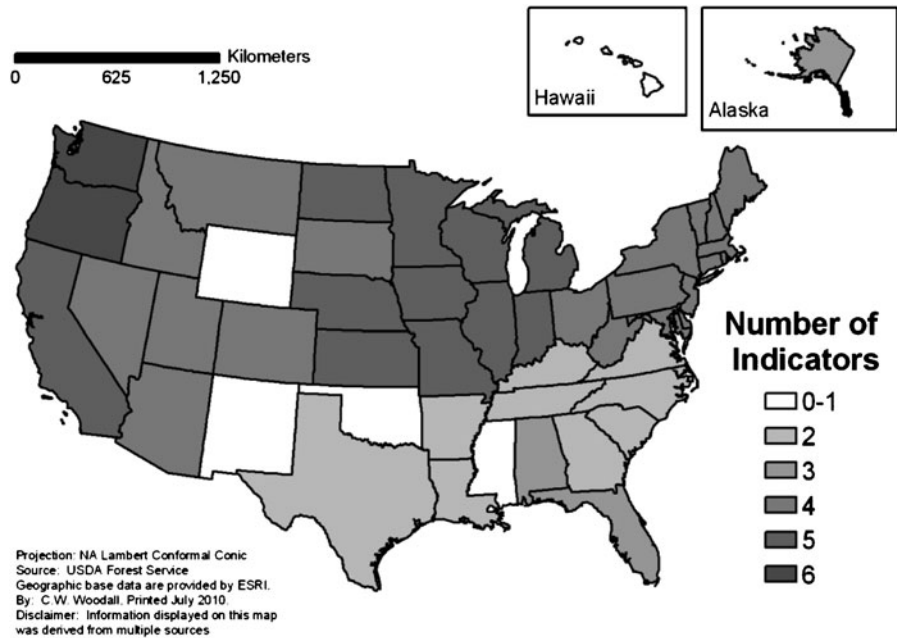 Kilometers
0 625 1,250
Hawaii
Alaska
Number of
Indicators
0-1
2
3
4
5
6
Projection: NA Lambert Conformal Conic
Source: USDA Forest Service
Geographic base data are provided by ESRI.
By: C.W. Woodall, Printed July 2010.
Disclaimer: Information displayed on this map
was derived from multiple sources